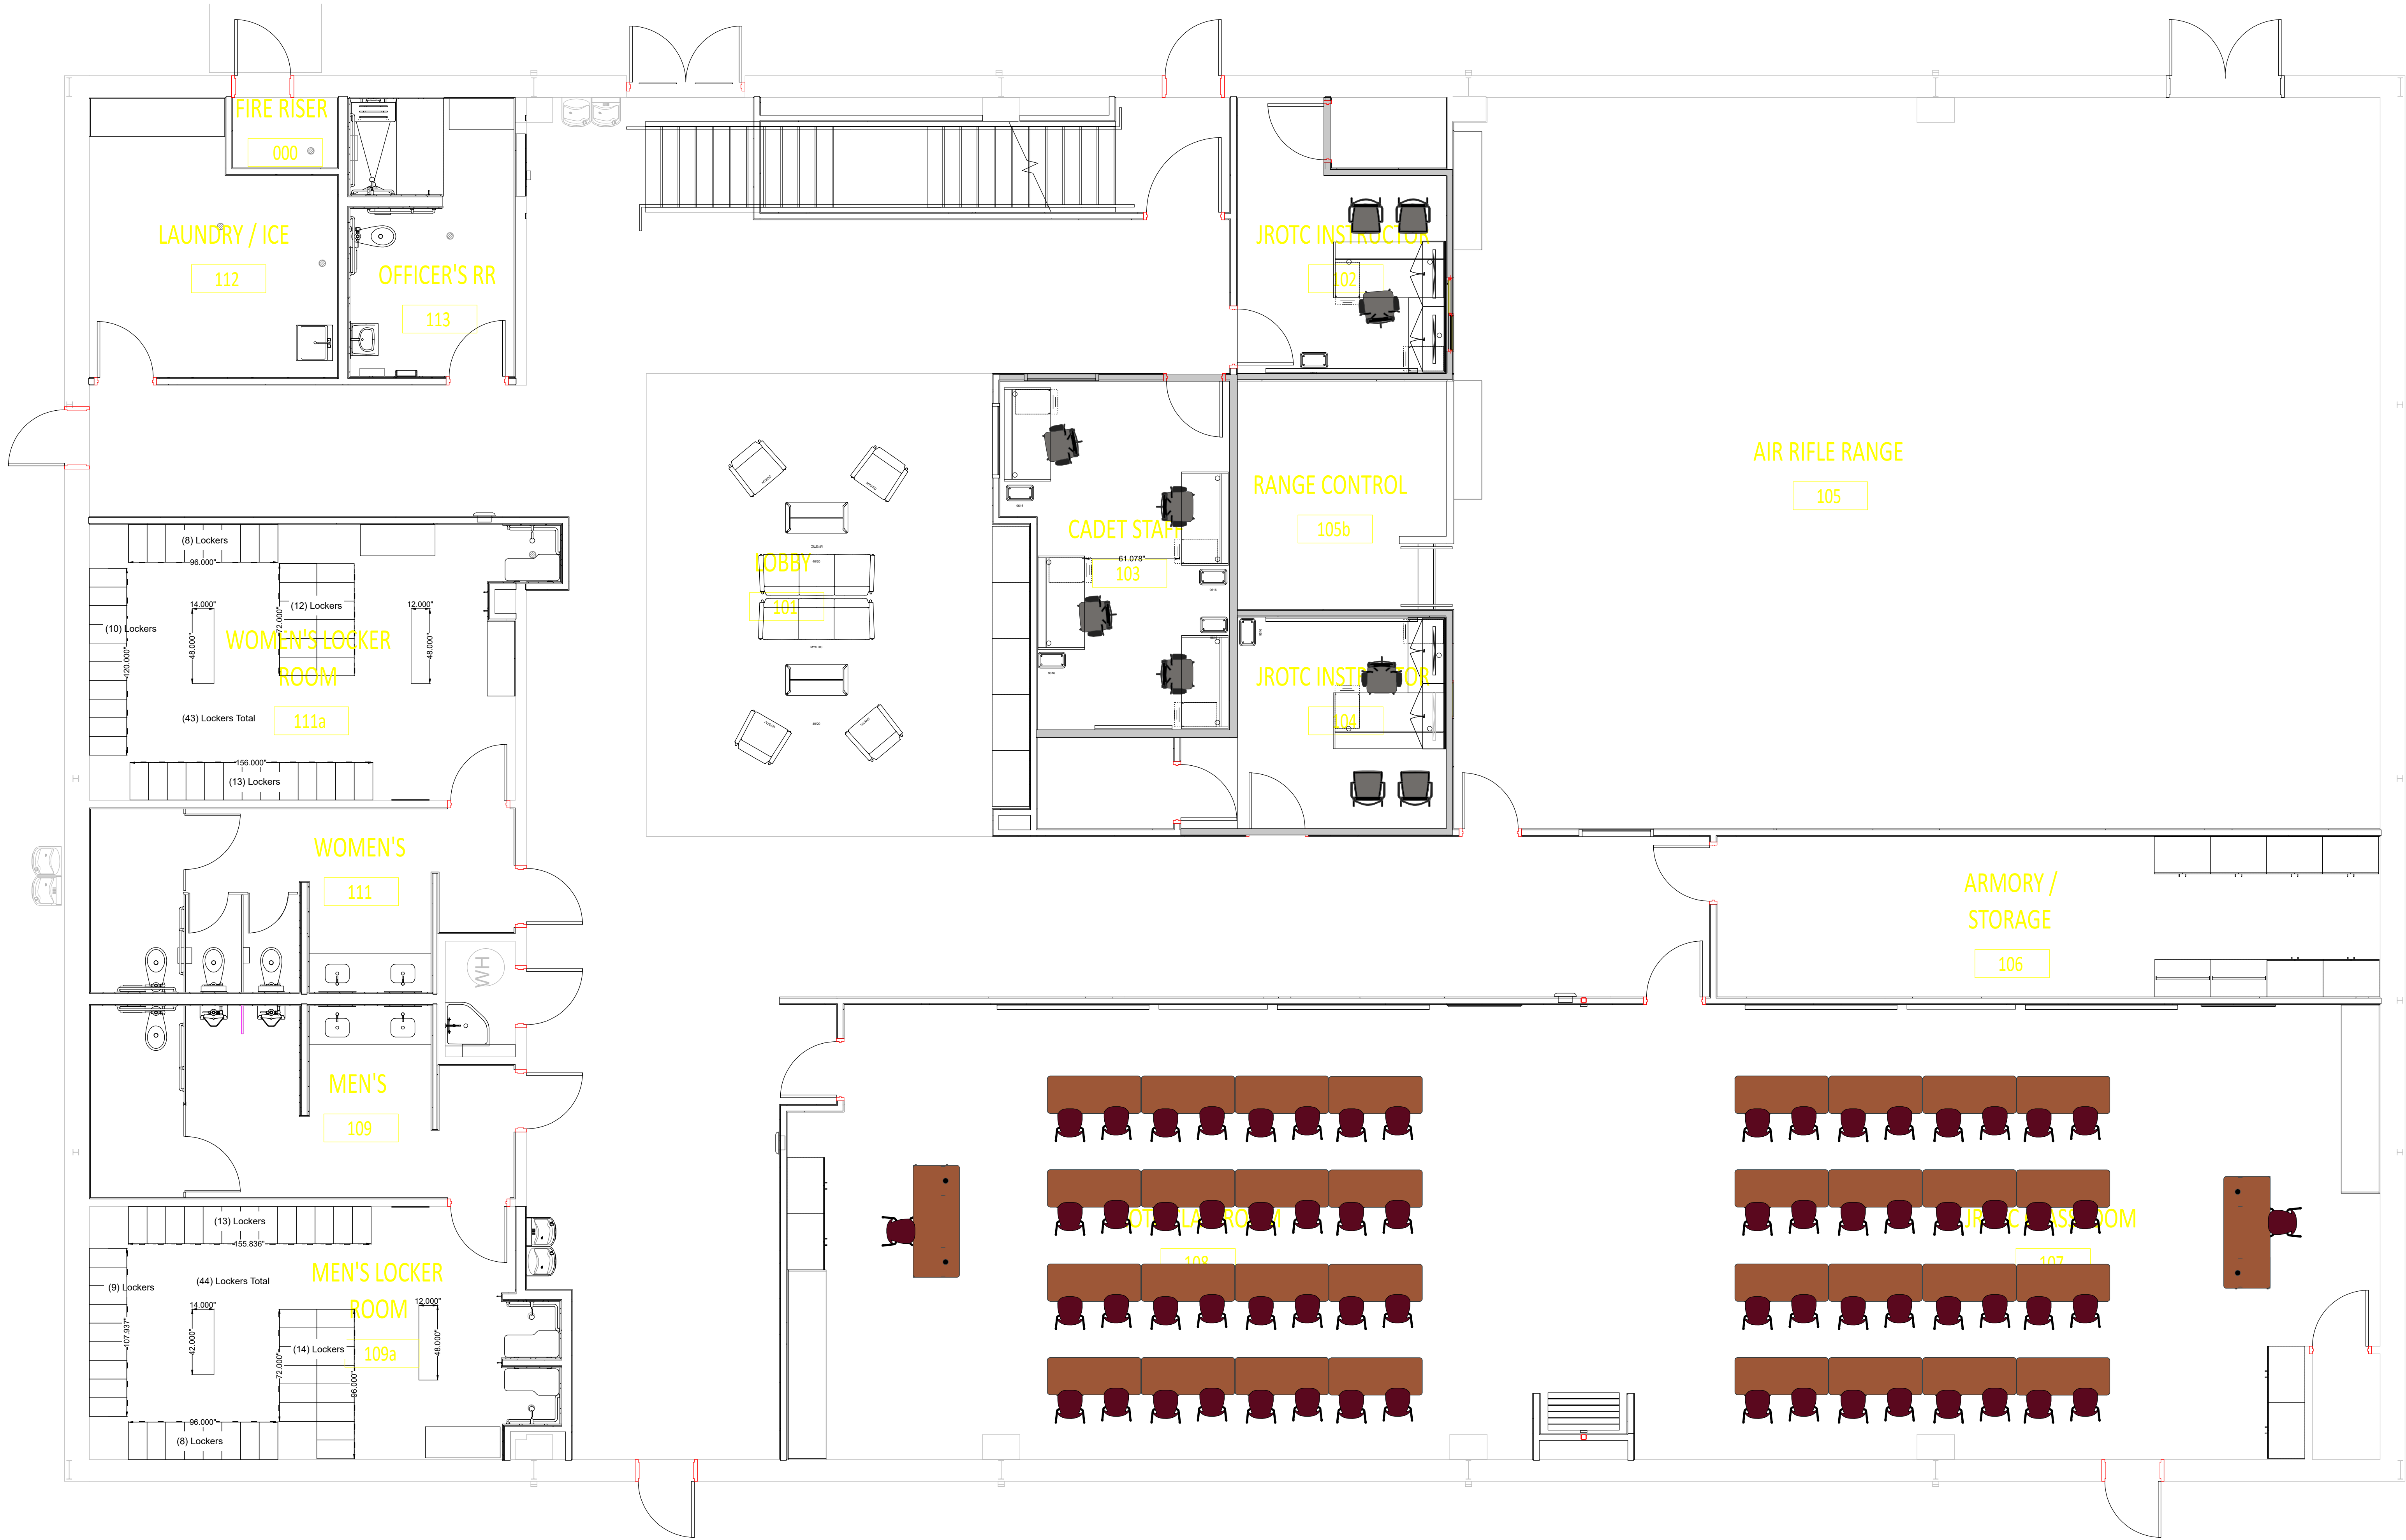 FIRE RISER
000
LAUNDRY / ICE
112
OFFICER'S RR
113
JROTC INSTRUCTOR
102
AIR RIFLE RANGE
105
RANGE CONTROL
105b
CADET STAFF
61.078"
103
LOBBY
101
(8) Lockers
96.000"
14.000"
(12) Lockers
12.000"
72.000"
(10) Lockers
120.000"
48.000"
48.000"
WOMEN'S LOCKER
ROOM
(43) Lockers Total
111a
156.000"
(13) Lockers
JROTC INSTRUCTOR
104
WOMEN'S
111
ARMORY /
STORAGE
106
WH
MEN'S
109
(13) Lockers
155.836"
(9) Lockers
(44) Lockers Total
MEN'S LOCKER
ROOM
14.000"
12.000"
107.937"
42.000"
72.000"
(14) Lockers
109a
48.000"
96.000"
96.000"
(8) Lockers
108
107